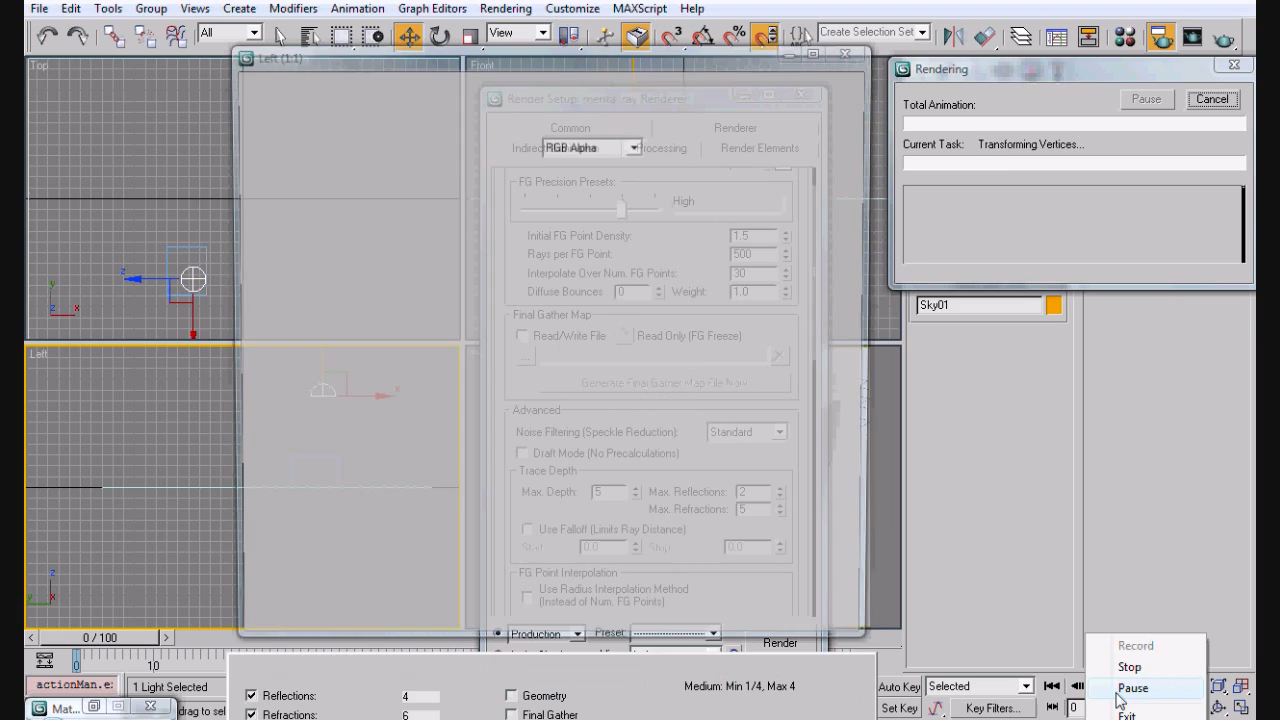 File Edit Tools Group Views Create Modifiers Animation Graph Editors Rendering Customize MAXScript Help
All View 3 % Create Selection Set
Left (1:1)
Top Front
Rendering
Render Setup: mental ray Renderer
Total Animation: Pause Cancel
Common Renderer
RGB Alpha Processing Render Elements
Current Task: Transforming Vertices...
FG Precision Presets: High
Initial FG Point Density: 1.5
Rays per FG Point: 500
Interpolate Over Num. FG Points: 30
Diffuse Bounces 0 Weight: 1.0
z
y
z x
Sky01
Final Gather Map
Read/Write File Read Only (FG Freeze)
...
Generate Final Gather Map File Now
Left
x
Advanced
Noise Filtering (Speckle Reduction): Standard
Draft Mode (No Precalculations)
Trace Depth
Max. Depth: 5 Max. Reflections: 2
Max. Refractions: 5
Use Falloff (Limits Ray Distance)
Start: 0.0 Stop: 0.0
FG Point Interpolation
Use Radius Interpolation Method
(Instead of Num. FG Points)
z
y x
< 0 / 100 >
Production Preset: Render
0 10
Record
Stop
Pause
Exit
actionMan.e: 1 Light Selected
Reflections: 4 Geometry Medium: Min 1/4, Max 4
Refractions: 6 Final Gather
Auto Key Selected
Set Key Key Filters... 0
Mat... drag to sel